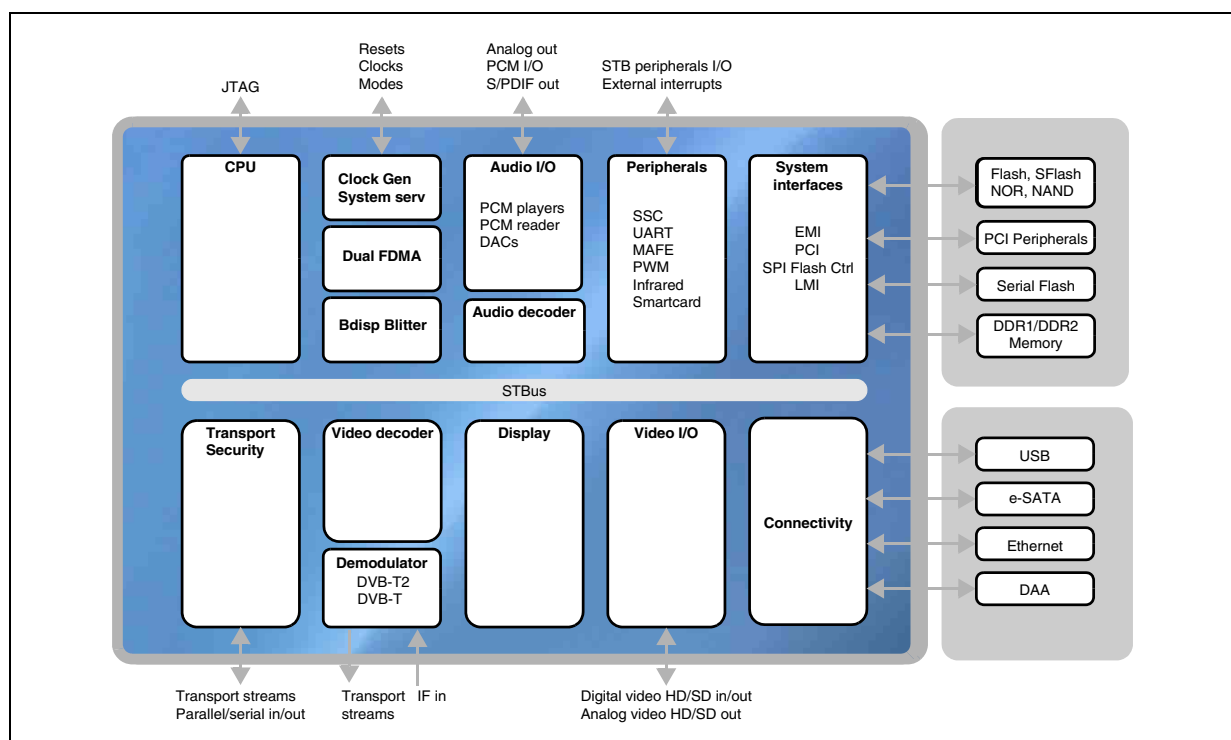 JTAG
Resets
Clocks
Modes
Analog out
PCM I/O
S/PDIF out
STB peripherals I/O
External interrupts
CPU
Clock Gen
System serv
Dual FDMA
Bdisp Blitter
Audio I/O
PCM players
PCM reader
DACs
Audio decoder
Peripherals
SSC
UART
MAFE
PWM
Infrared
Smartcard
System
interfaces
EMI
PCI
SPI Flash Ctrl
LMI
Flash, SFlash
NOR, NAND
PCI Peripherals
Serial Flash
DDR1/DDR2
Memory
STBus
Transport
Security
Video decoder
Demodulator
DVB-T2
DVB-T
Display
Video I/O
Connectivity
USB
e-SATA
Ethernet
DAA
Transport streams
Parallel/serial in/out
Transport
streams
IF in
Digital video HD/SD in/out
Analog video HD/SD out